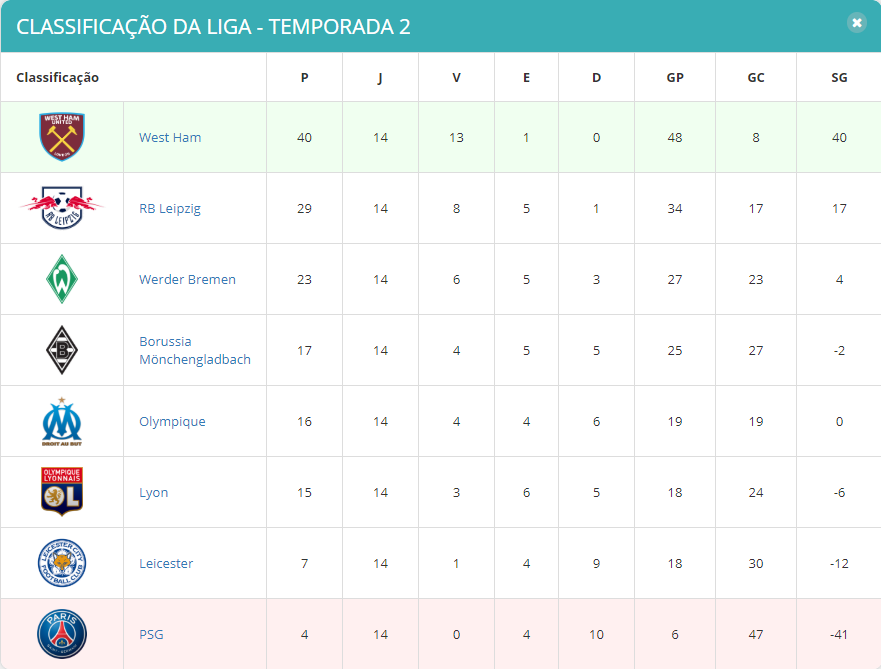 CLASSIFICAÇÃO DA LIGA - TEMPORADA 2
Classificação P J V E D GP GC SG
WEST HAM
UNITED
LONDON
West Ham 40 14 13 1 0 48 8 40
RB LEIPZIG
RB Leipzig 29 14 8 5 1 34 17 17
W
Werder Bremen 23 14 6 5 3 27 23 4
Borussia
B
Mönchengladbach 17 14 4 5 5 25 27 -2
DROIT AU BUT
Olympique 16 14 4 4 6 19 19 0
OLYMPIQUE
LYONNAIS
OL
Lyon 15 14 3 6 5 18 24 -6
LEICESTER CITY
FOOTBALL CLUB
Leicester 7 14 1 4 9 18 30 -12
PARIS
SAINT-GERMAIN
PSG 4 14 0 4 10 6 47 -41